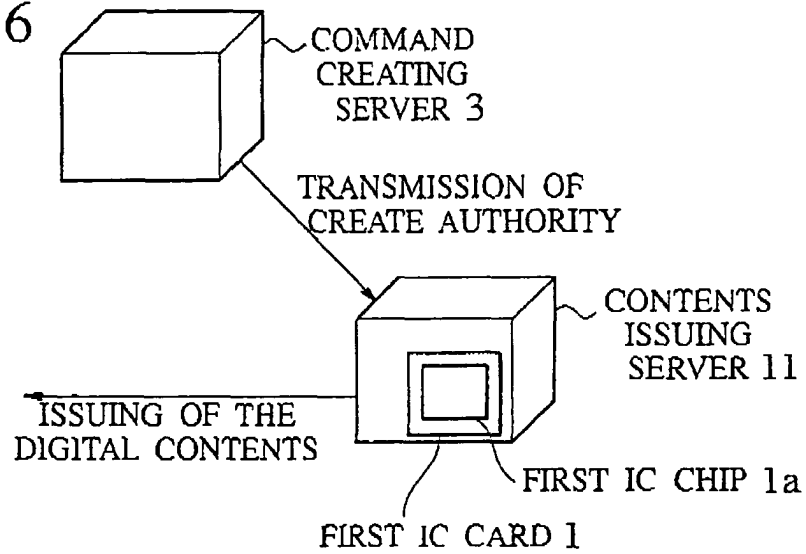 6
COMMAND
CREATING
SERVER 3
TRANSMISSION OF
CREATE AUTHORITY
CONTENTS
ISSUING
SERVER 11
ISSUING OF THE
DIGITAL CONTENTS
FIRST IC CHIP 1a
FIRST IC CARD 1